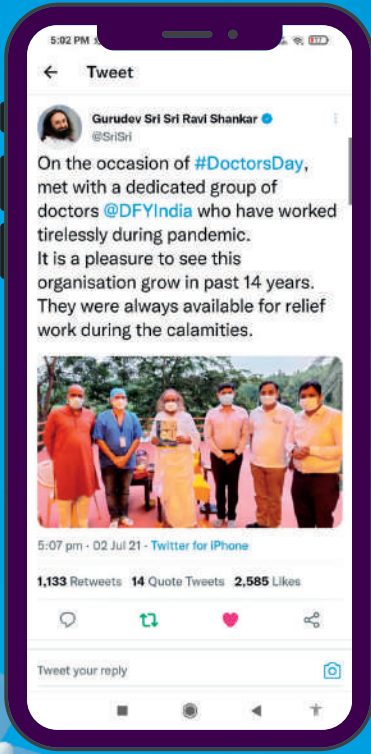 5:02 PM
Tweet
Gurudev Sri Sri Ravi Shankar
@SriSri
On the occasion of #DoctorsDay,
met with a dedicated group of
doctors @DFYIndia who have worked
tirelessly during pandemic.
It is a pleasure to see this
organisation grow in past 14 years.
They were always available for relief
work during the calamities.
5:07 pm · 02 Jul 21 · Twitter for iPhone
1,133 Retweets 14 Quote Tweets 2,585 Likes
Tweet your reply